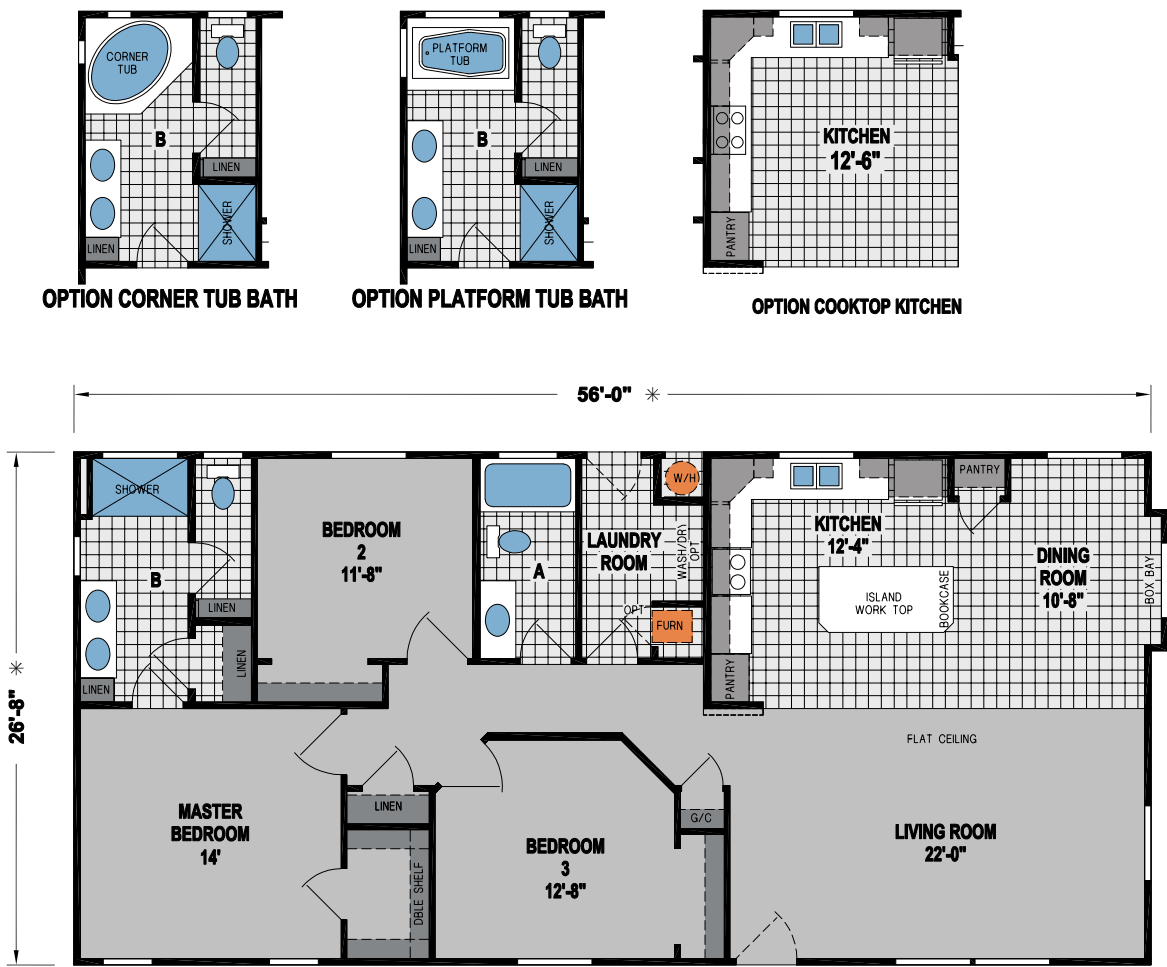 CORNER
TUB
B
LINEN
SHOWER
LINEN
OPTION CORNER TUB BATH
PLATFORM
TUB
B
LINEN
SHOWER
LINEN
OPTION PLATFORM TUB BATH
KITCHEN
12'-6"
PANTRY
OPTION COOKTOP KITCHEN
56'-0" ✳
26'-8" ✳
SHOWER
B
LINEN
LINEN
LINEN
BEDROOM
2
11'-8"
A
LAUNDRY
ROOM
W/H
WASH/DRY
OPT
OPT
FURN
KITCHEN
12'-4"
PANTRY
ISLAND
WORK TOP
BOOKCASE
PANTRY
DINING
ROOM
10'-8"
BOX BAY
FLAT CEILING
MASTER
BEDROOM
14'
LINEN
DBLE SHELF
BEDROOM
3
12'-8"
G/C
LIVING ROOM
22'-0"